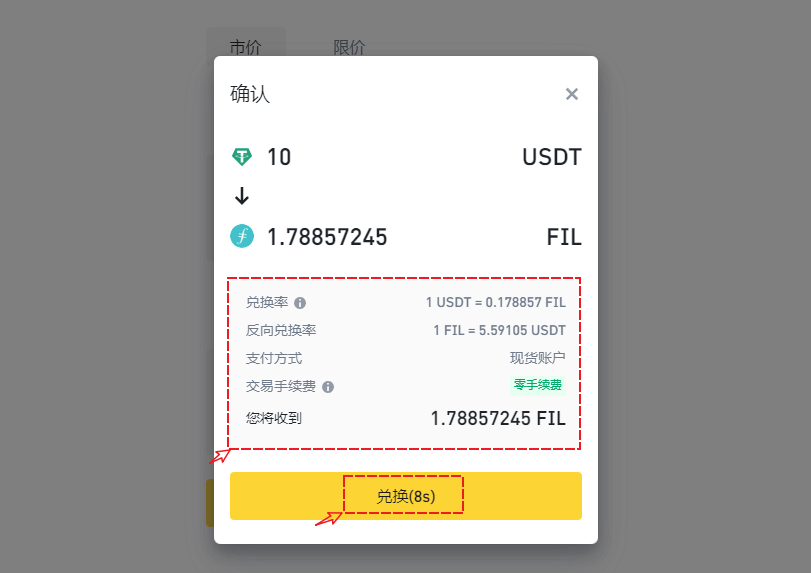 市价 限价
确认
10 USDT
1.78857245 FIL
兑换率 1 USDT = 0.178857 FIL
反向兑换率 1 FIL = 5.59105 USDT
支付方式 现货账户
交易手续费 零手续费
您将收到 1.78857245 FIL
兑换(8s)